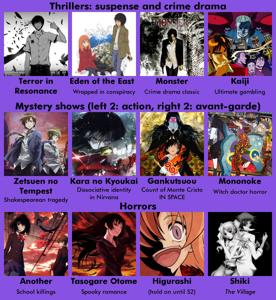 Thrillers: suspense and crime drama
Terror in Resonance
Eden of the East
Monster
Kaiji
Wrapped in conspiracy
Crime drama classic
Ultimate gambling
Mystery shows (left 2: action, right 2: avant-garde)
Zetsuen no Tempest
Kara no Kyoukai
Gankutsuou
Mononoke
Shakespearean tragedy
Dissociative identity in Nirvana
Count of Monte Cristo IN SPACE
Witch doctor horror
Horrors
Another
Tasogare Otome
Higurashi
Shiki
School killings
Spooky romance
(hold on until S2)
The Village